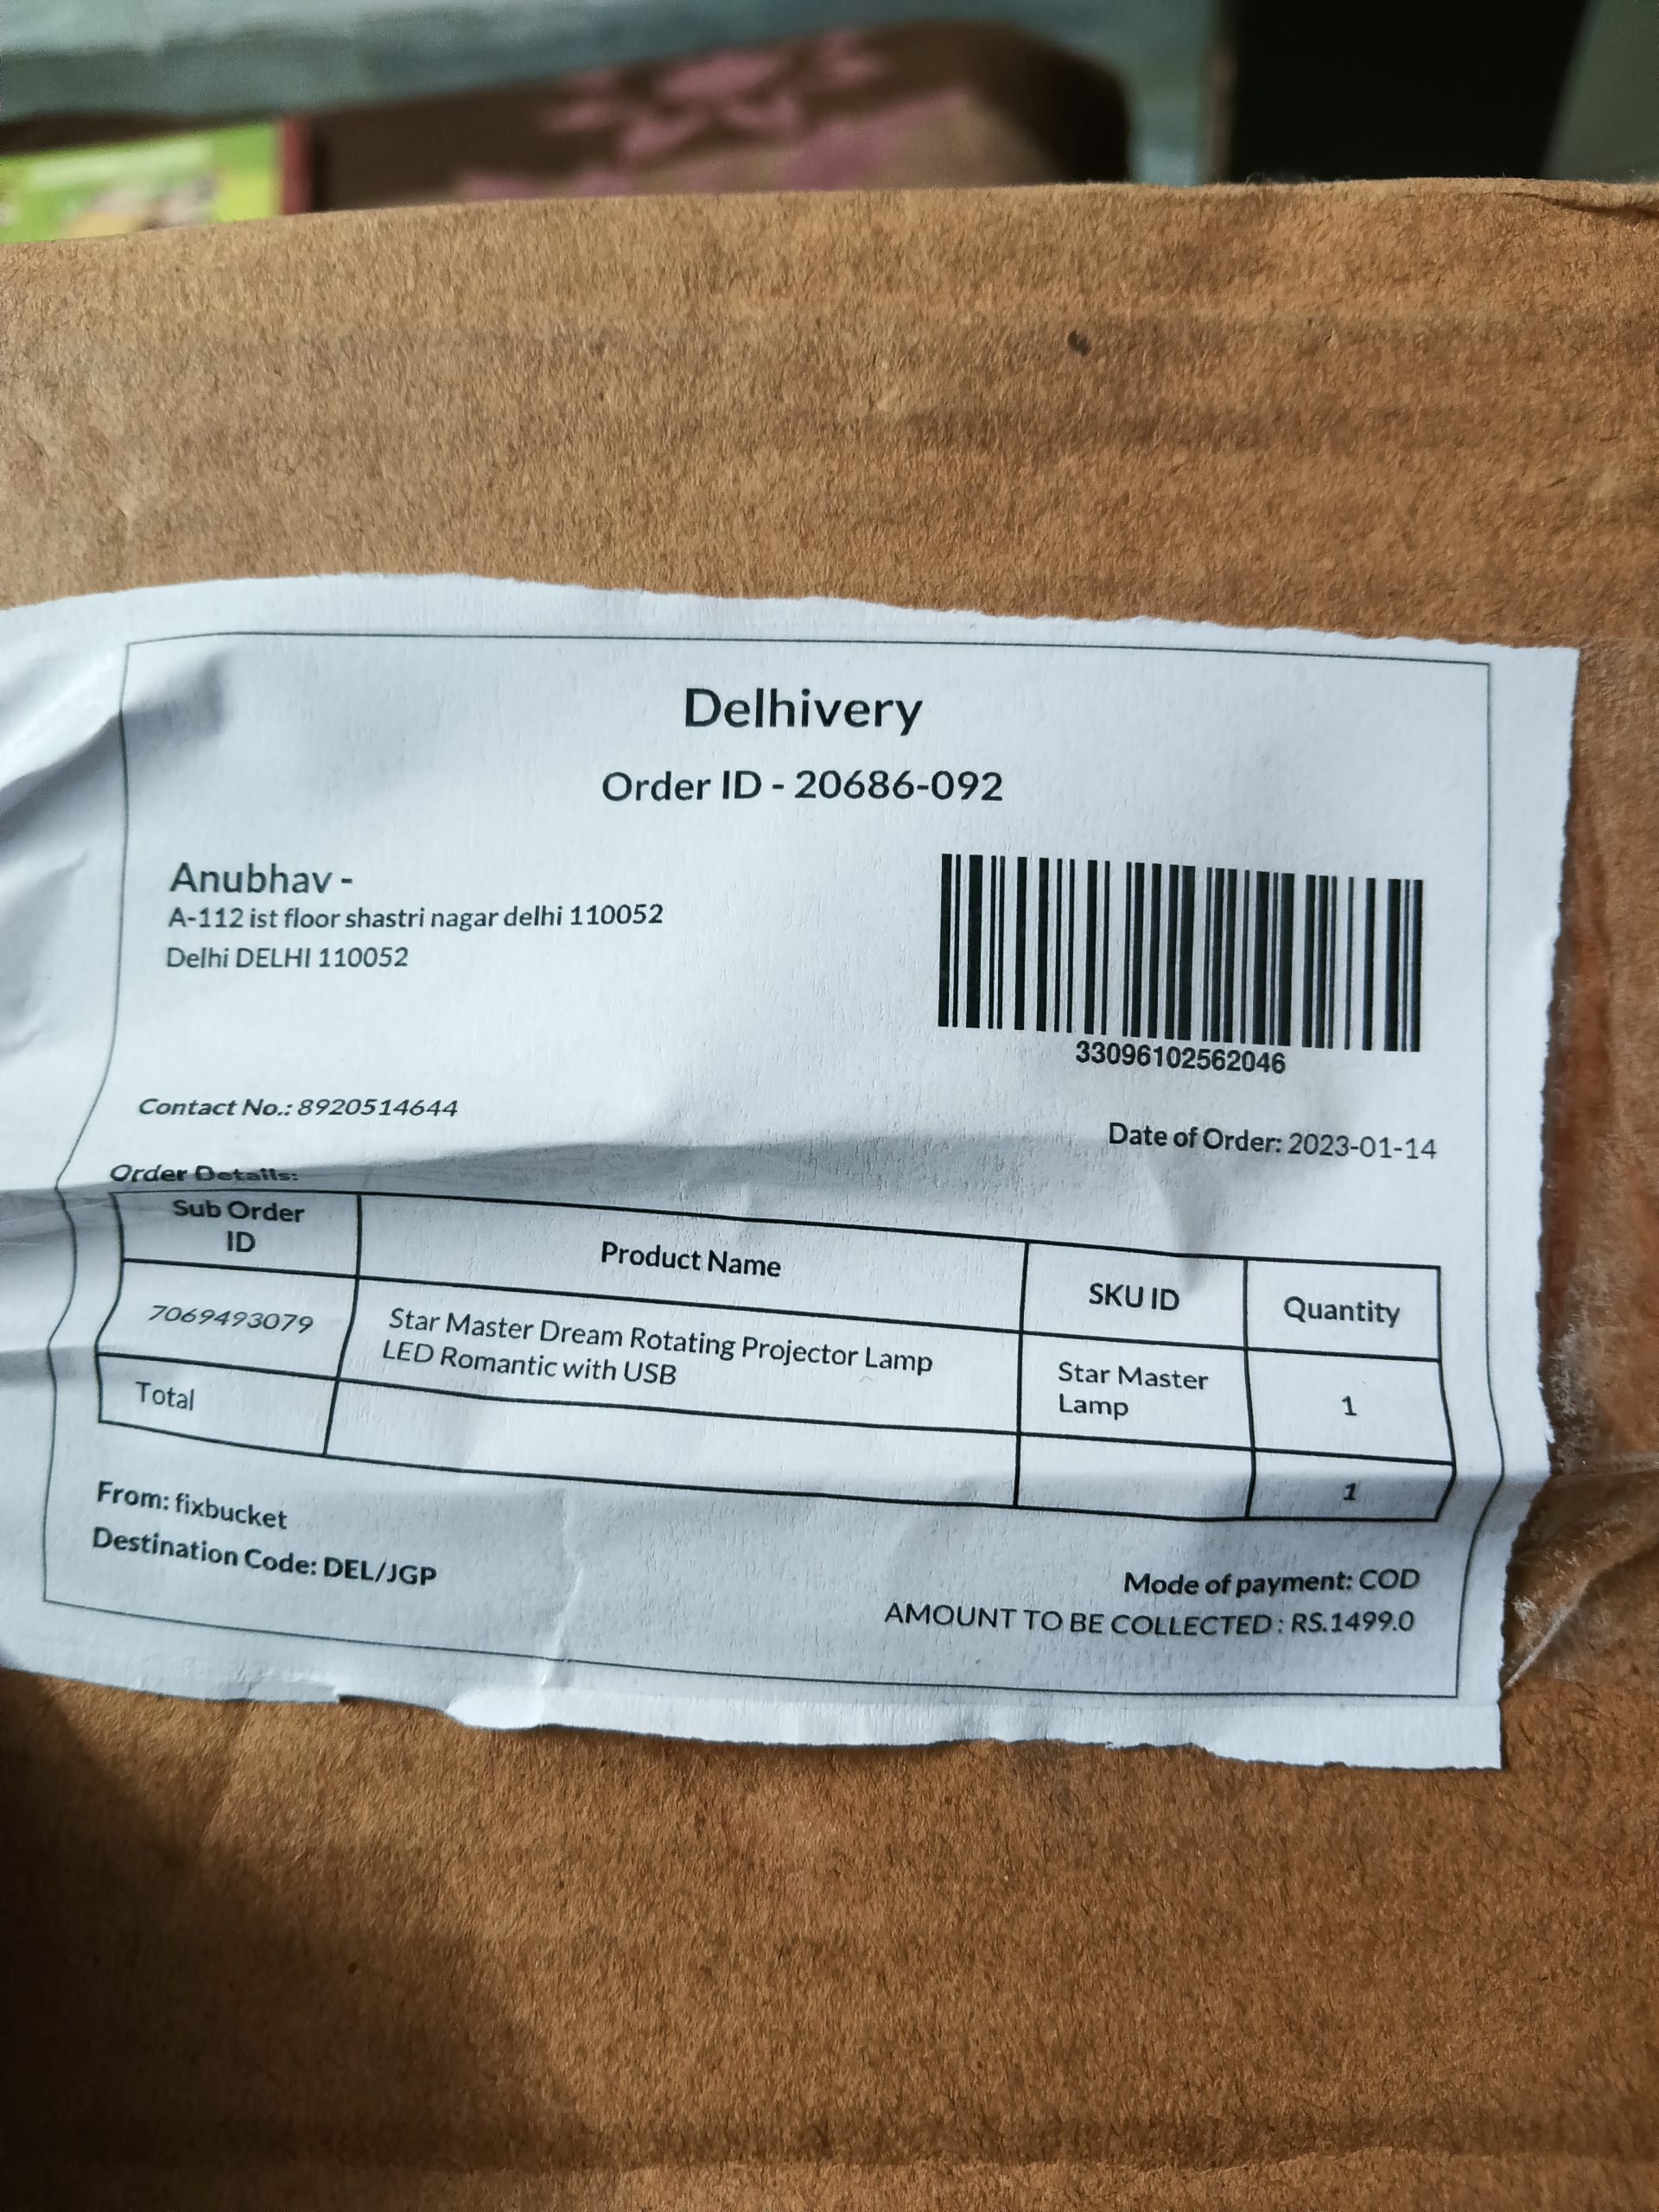 Delhivery
Order ID - 20686-092
Anubhav -
A-112 ist floor shastri nagar delhi 110052
Delhi DELHI 110052
33096102562046
Contact No.: 8920514644
Date of Order: 2023-01-14
Order Details:
Sub Order ID Product Name SKU ID Quantity
7069493079 Star Master Dream Rotating Projector Lamp LED Romantic with USB Star Master Lamp 1
Total 1
From: fixbucket
Destination Code: DEL/JGP
Mode of payment: COD
AMOUNT TO BE COLLECTED : RS.1499.0